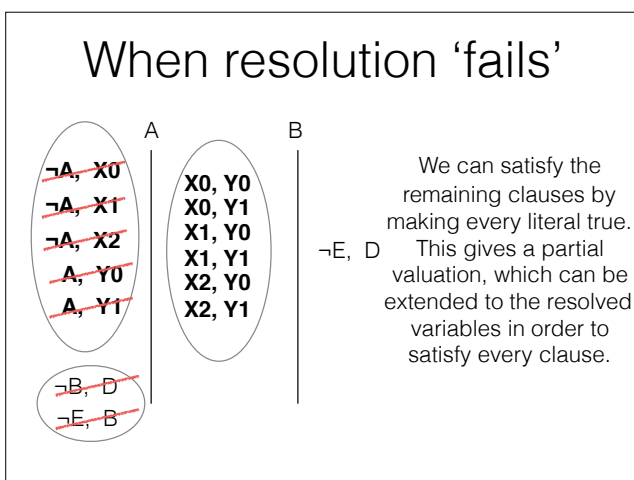 When resolution ‘fails’
A
¬A, X0
¬A, X1
¬A, X2
A, Y0
A, Y1
¬B, D
¬E, B
X0, Y0
X0, Y1
X1, Y0
X1, Y1
X2, Y0
X2, Y1
B
¬E, D
We can satisfy the
remaining clauses by
making every literal true.
This gives a partial
valuation, which can be
extended to the resolved
variables in order to
satisfy every clause.